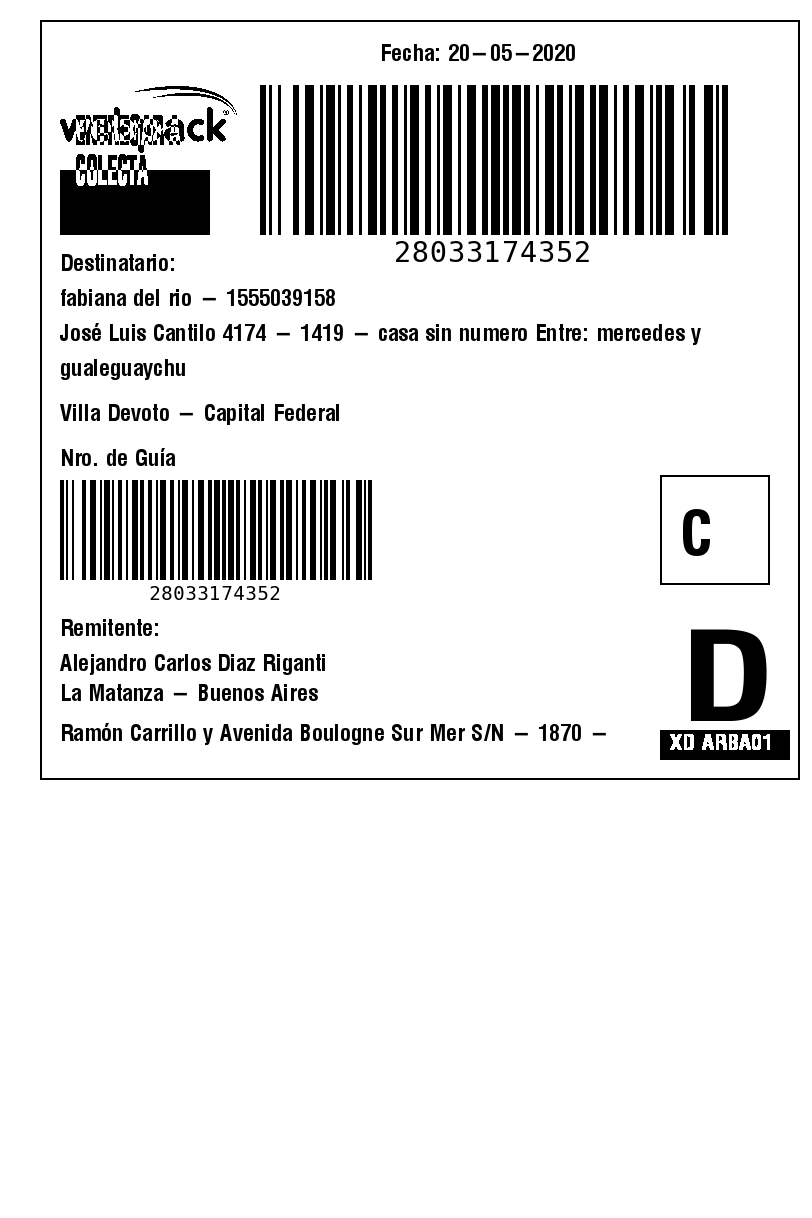 Fecha: 20-05-2020
COLECTA
28033174352
Destinatario:
fabiana del rio - 1555039158
José Luis Cantilo 4174 - 1419 - casa sin numero Entre: mercedes y
gualeguaychu
Villa Devoto - Capital Federal
Nro. de Guía
28033174352
C
Remitente:
Alejandro Carlos Diaz Riganti
La Matanza - Buenos Aires
Ramón Carrillo y Avenida Boulogne Sur Mer S/N - 1870 -
D
XD ARBA01